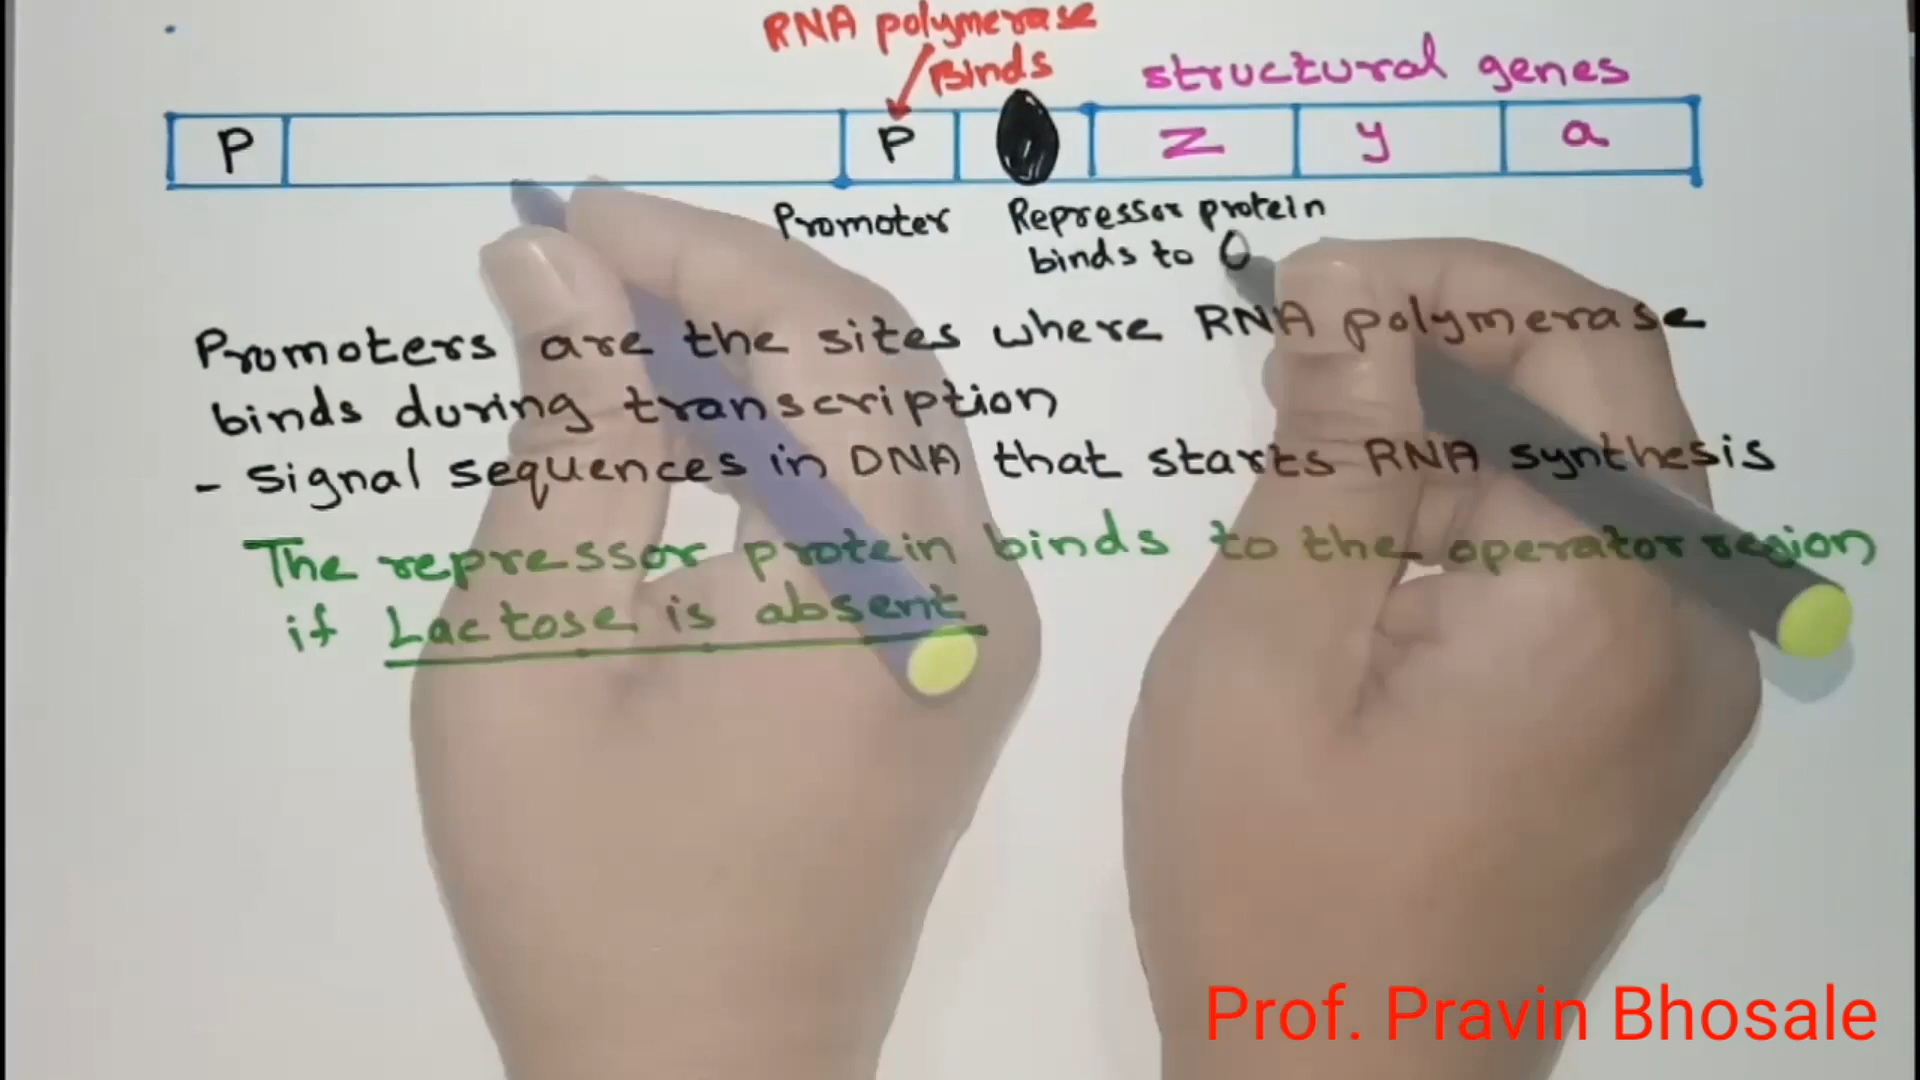 RNA polymerase
Binds
structural genes
P
P
z
y
a
Promoter
Repressor protein
binds to O
Promoters are the sites where RNA polymerase
binds during transcription
- Signal sequences in DNA that starts RNA synthesis
The repressor protein binds to the operator region
if Lactose is absent
Prof. Pravin Bhosale